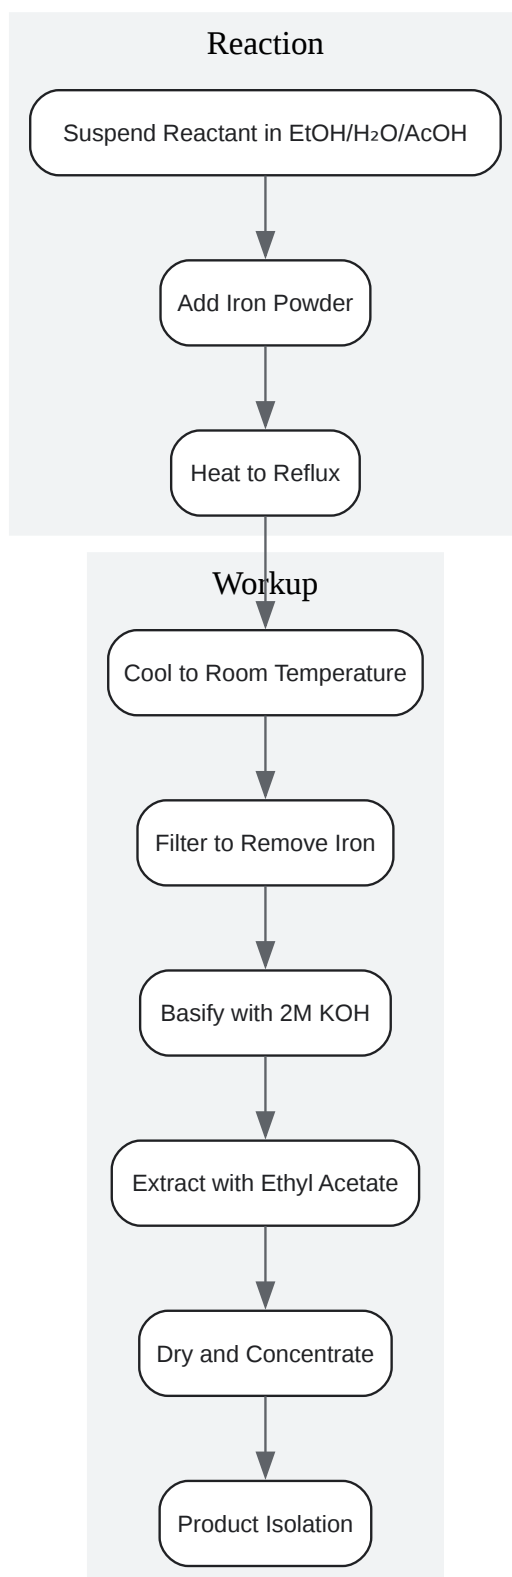 Reaction
Suspend Reactant in EtOH/H₂O/AcOH
Add Iron Powder
Heat to Reflux
Workup
Cool to Room Temperature
Filter to Remove Iron
Basify with 2M KOH
Extract with Ethyl Acetate
Dry and Concentrate
Product Isolation